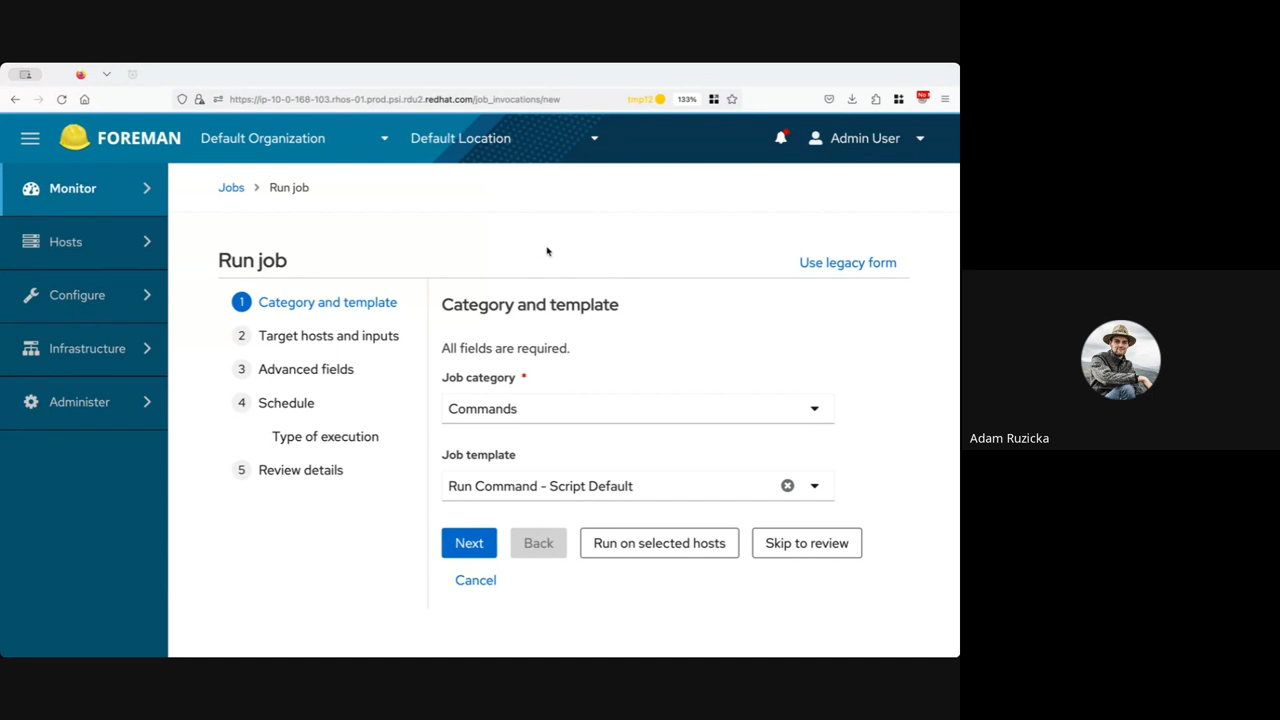 https://ip-10-0-168-103.rhos-01.prod.psi.rdu2.redhat.com/job_invocations/new
tmp12
133%
No
FOREMAN
Default Organization
Default Location
Admin User
Monitor
Hosts
Configure
Infrastructure
Administer
Jobs > Run job
Run job
Use legacy form
1 Category and template
2 Target hosts and inputs
3 Advanced fields
4 Schedule
Type of execution
5 Review details
Category and template
All fields are required.
Job category *
Commands
Job template
Run Command - Script Default
Next
Back
Run on selected hosts
Skip to review
Cancel
Adam Ruzicka